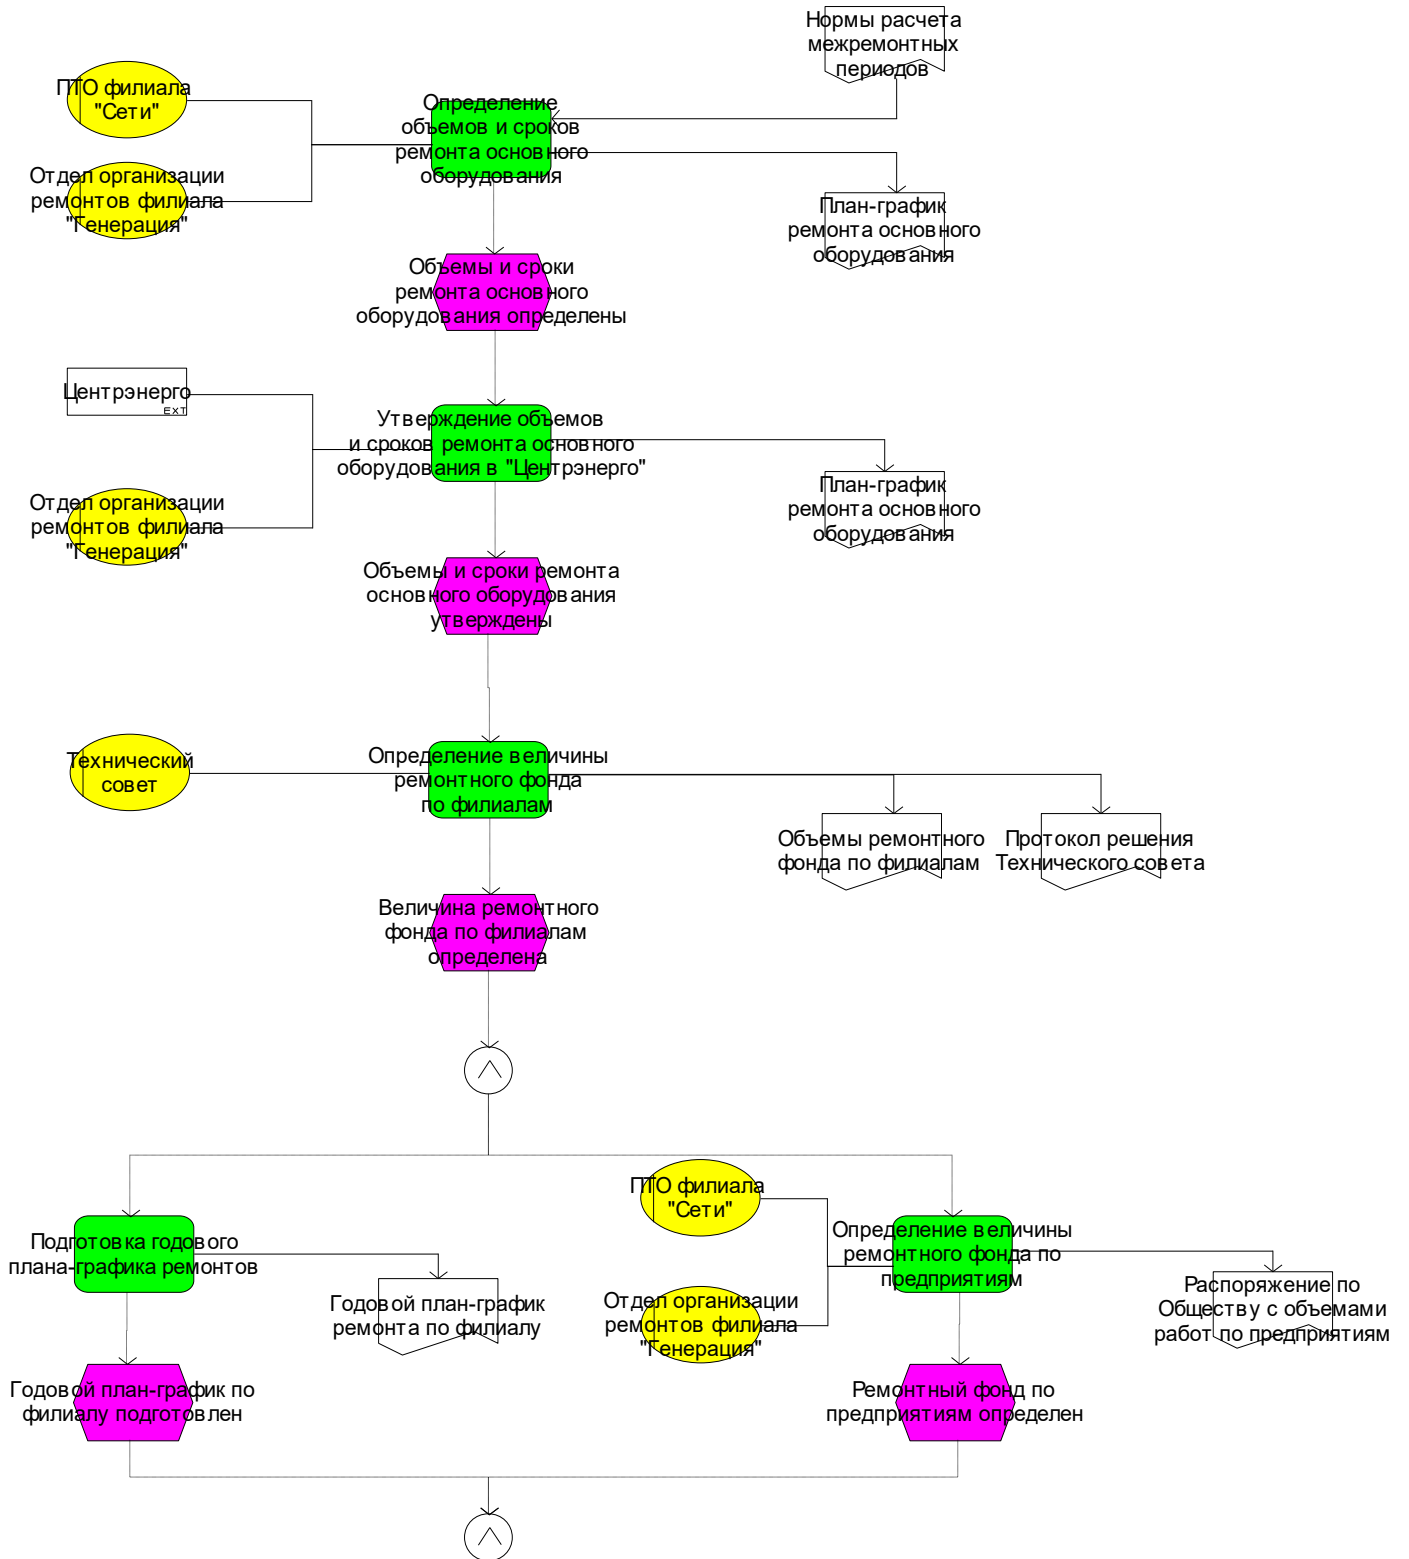 Нормы расчета
межремонтных
периодов
ПТО филиала
"Сети"
Определение
объемов и сроков
ремонта основного
оборудования
Отдел организации
ремонтов филиала
"Генерация"
План-график
ремонта основного
оборудования
Объемы и сроки
ремонта основного
оборудования определены
Центрэнерго
EXT
Утверждение объемов
и сроков ремонта основного
оборудования в "Центрэнерго"
Отдел организации
ремонтов филиала
"Генерация"
План-график
ремонта основного
оборудования
Объемы и сроки ремонта
основного оборудования
утверждены
Технический
совет
Определение величины
ремонтного фонда
по филиалам
Объемы ремонтного
фонда по филиалам
Протокол решения
Технического совета
Величина ремонтного
фонда по филиалам
определена
ПТО филиала
"Сети"
Подготовка годового
плана-графика ремонтов
Определение величины
ремонтного фонда по
предприятиям
Годовой план-график
ремонта по филиалу
Отдел организации
ремонтов филиала
"Генерация"
Распоряжение по
Обществу с объемами
работ по предприятиям
Годовой план-график по
филиалу подготовлен
Ремонтный фонд по
предприятиям определен